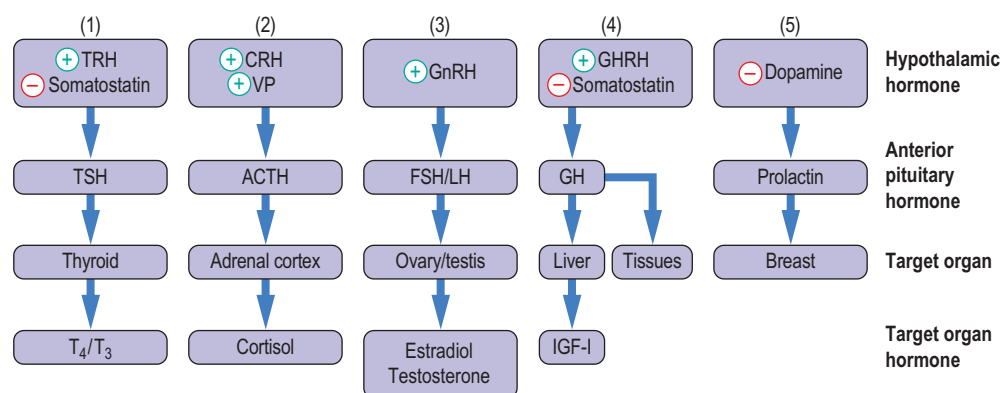 (1) (2) (3) (4) (5)
+ TRH
− Somatostatin
+ CRH
+ VP
+ GnRH
+ GHRH
− Somatostatin
− Dopamine
Hypothalamic
hormone
TSH
ACTH
FSH/LH
GH
Prolactin
Anterior
pituitary
hormone
Thyroid
Adrenal cortex
Ovary/testis
Liver
Tissues
Breast
Target organ
T₄/T₃
Cortisol
Estradiol
Testosterone
IGF-I
Target organ
hormone